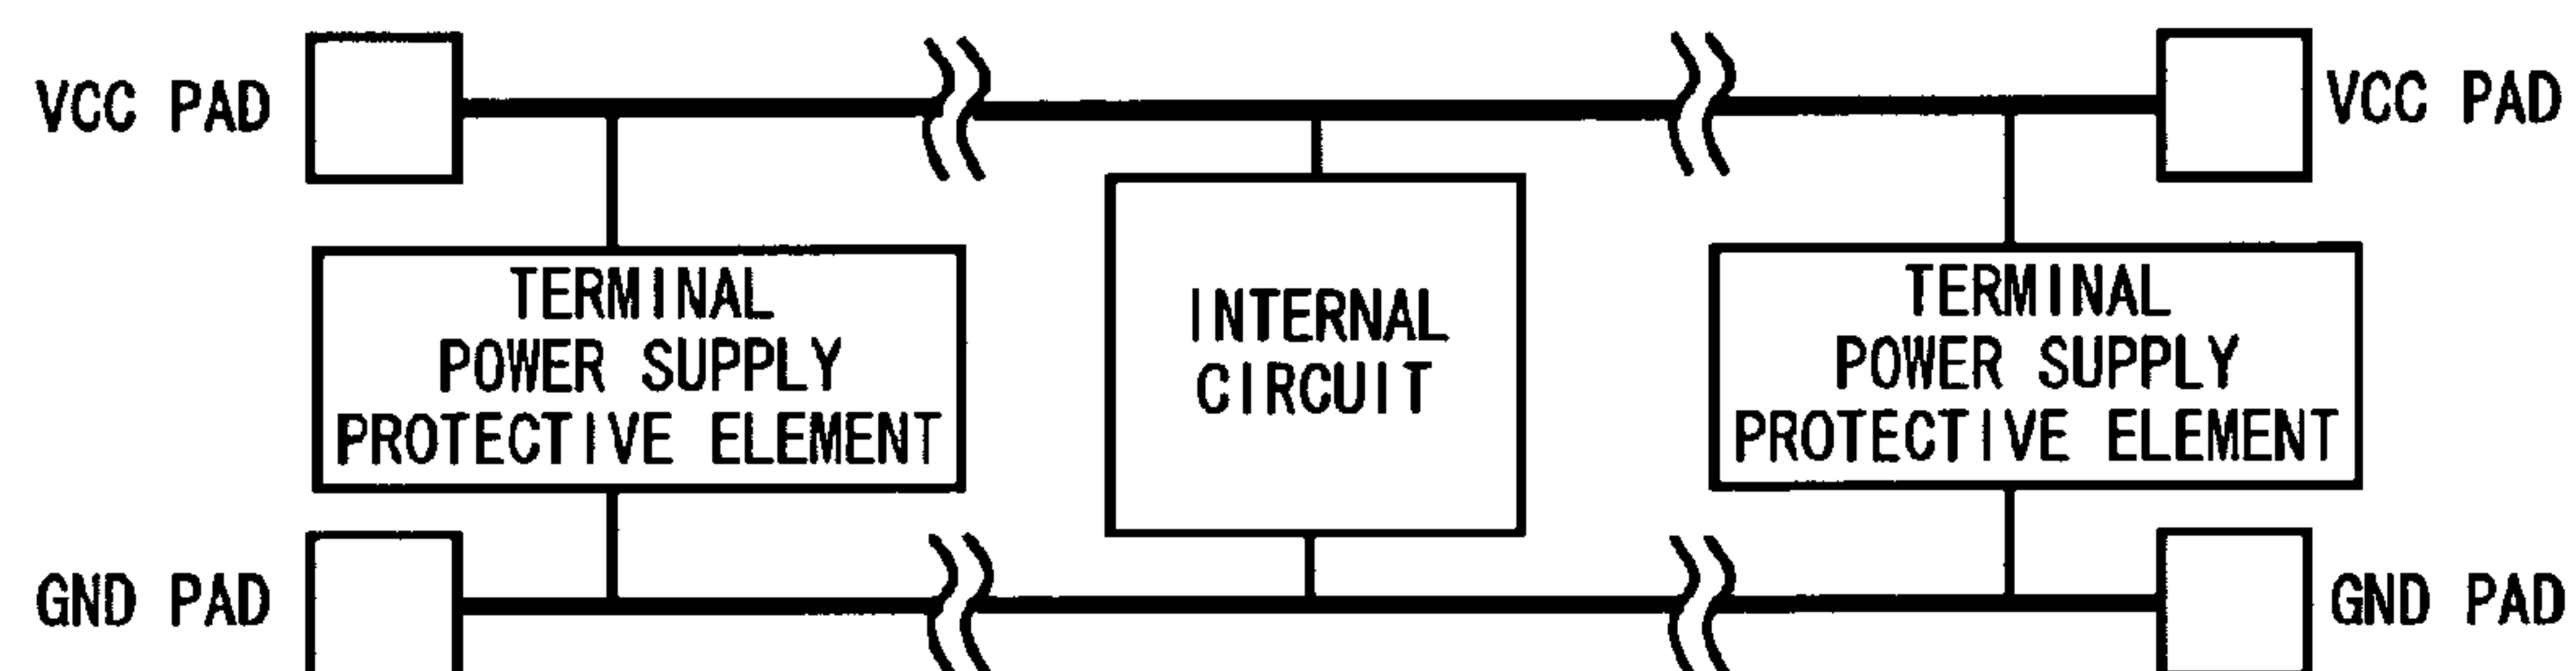 VCC PAD
VCC PAD
TERMINAL
POWER SUPPLY
PROTECTIVE ELEMENT
INTERNAL
CIRCUIT
TERMINAL
POWER SUPPLY
PROTECTIVE ELEMENT
GND PAD
GND PAD